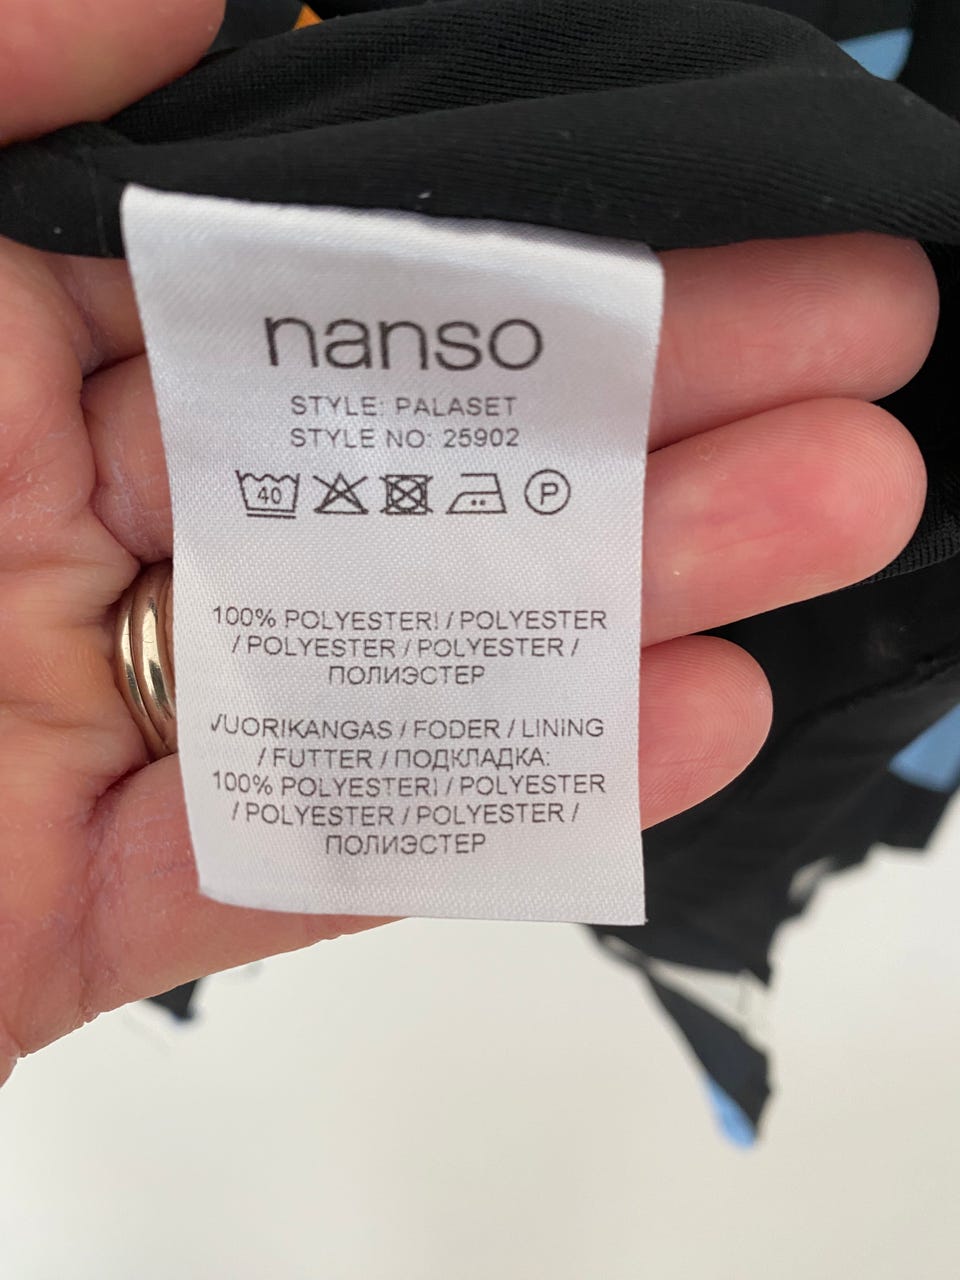 nanso
STYLE: PALASET
STYLE NO: 25902
40 P
100% POLYESTERI / POLYESTER
/ POLYESTER / POLYESTER /
ПОЛИЭСТЕР
VUORIKANGAS / FODER / LINING
/ FUTTER / ПОДКЛАДКА:
100% POLYESTERI / POLYESTER
/ POLYESTER / POLYESTER /
ПОЛИЭСТЕР